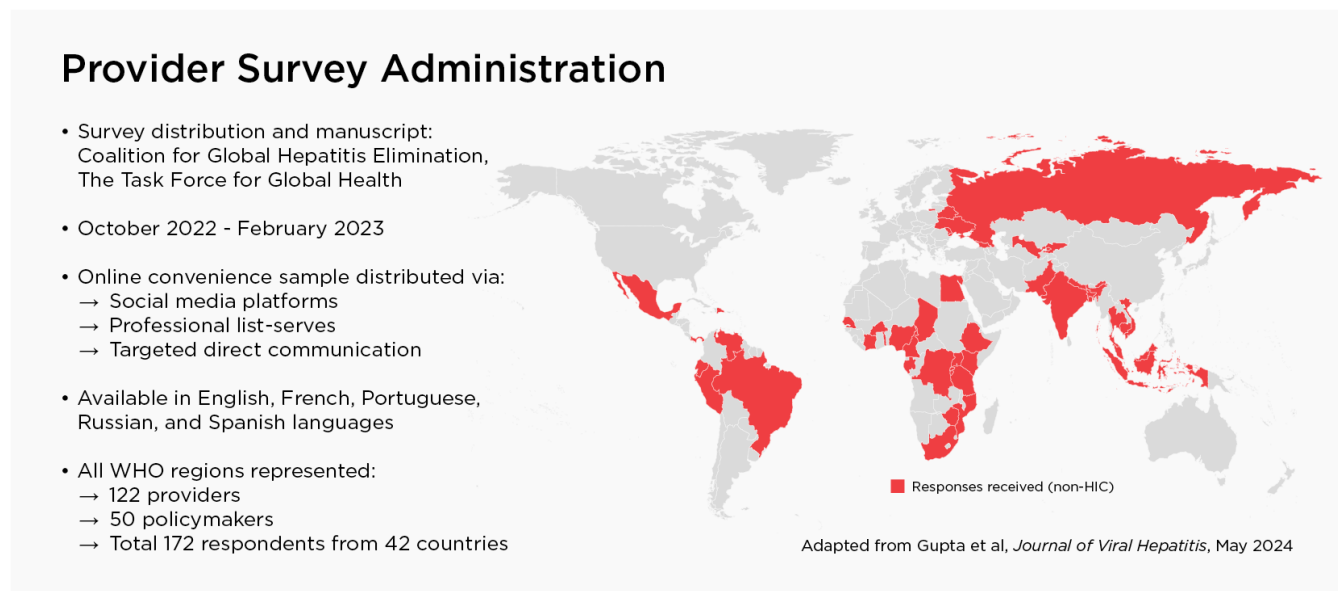 Provider Survey Administration
• Survey distribution and manuscript:
Coalition for Global Hepatitis Elimination,
The Task Force for Global Health
• October 2022 - February 2023
• Online convenience sample distributed via:
→ Social media platforms
→ Professional list-serves
→ Targeted direct communication
• Available in English, French, Portuguese,
Russian, and Spanish languages
• All WHO regions represented:
→ 122 providers
→ 50 policymakers
→ Total 172 respondents from 42 countries
Responses received (non-HIC)
Adapted from Gupta et al, Journal of Viral Hepatitis, May 2024